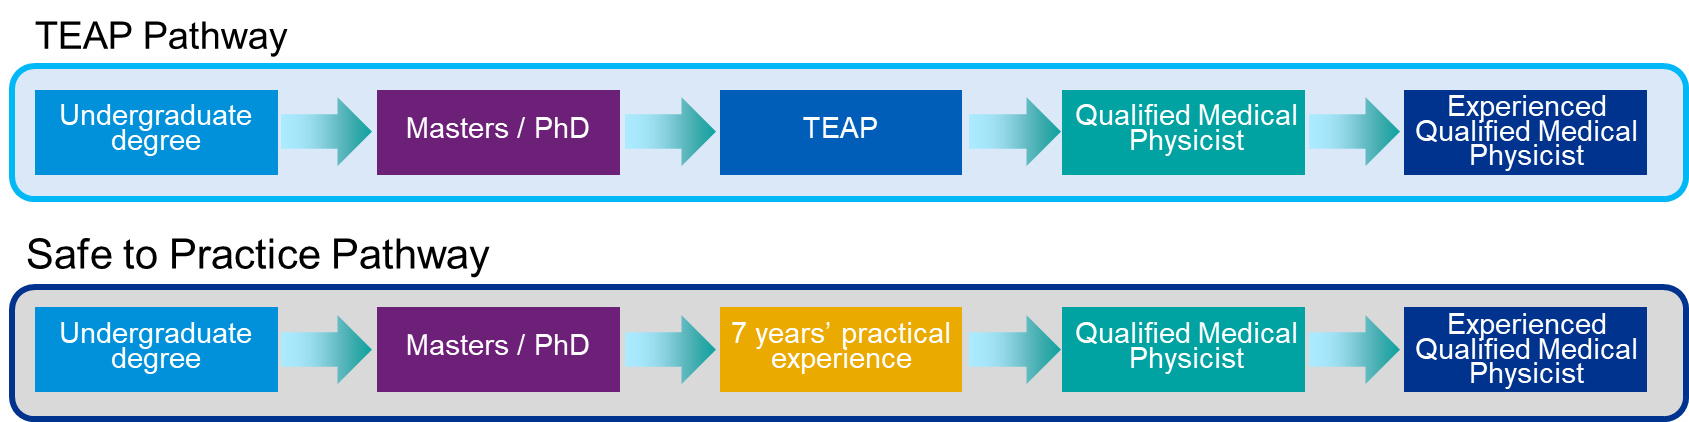 TEAP Pathway
Undergraduate
degree
Masters / PhD
TEAP
Qualified Medical
Physicist
Experienced
Qualified Medical
Physicist
Safe to Practice Pathway
Undergraduate
degree
Masters / PhD
7 years’ practical
experience
Qualified Medical
Physicist
Experienced
Qualified Medical
Physicist